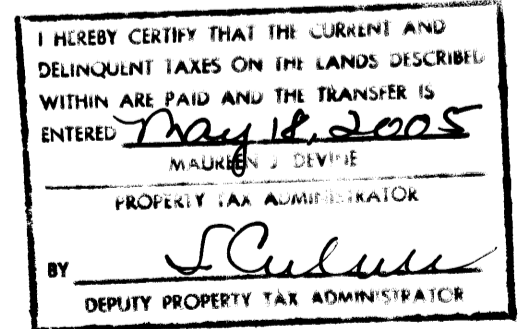 I HEREBY CERTIFY THAT THE CURRENT AND
DELINQUENT TAXES ON THE LANDS DESCRIBED
WITHIN ARE PAID AND THE TRANSFER IS
ENTERED May 18, 2005
MAUREEN J DEVINE
PROPERTY TAX ADMINISTRATOR
BY
DEPUTY PROPERTY TAX ADMINISTRATOR